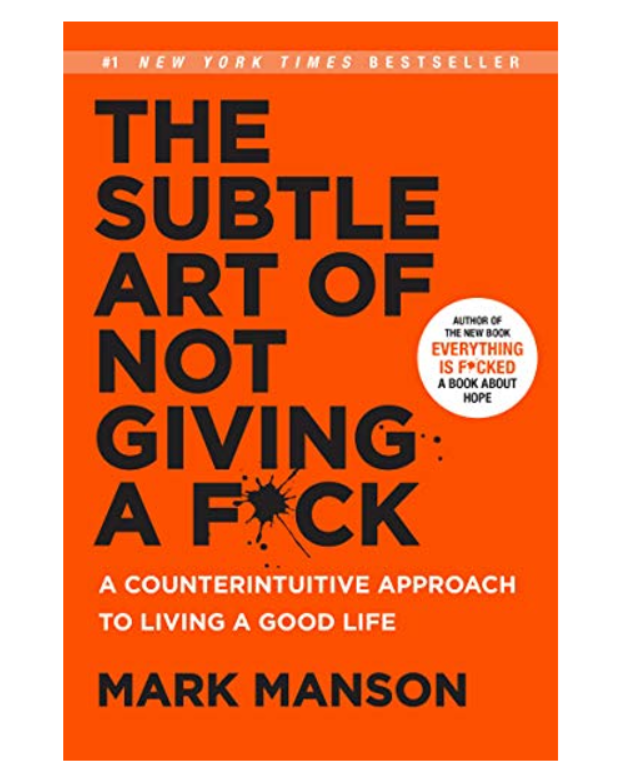 #1 NEW YORK TIMES BESTSELLER
THE
SUBTLE
ART OF
NOT
GIVING
A F*CK
AUTHOR OF
THE NEW BOOK
EVERYTHING
IS F*CKED
A BOOK ABOUT
HOPE
A COUNTERINTUITIVE APPROACH
TO LIVING A GOOD LIFE
MARK MANSON